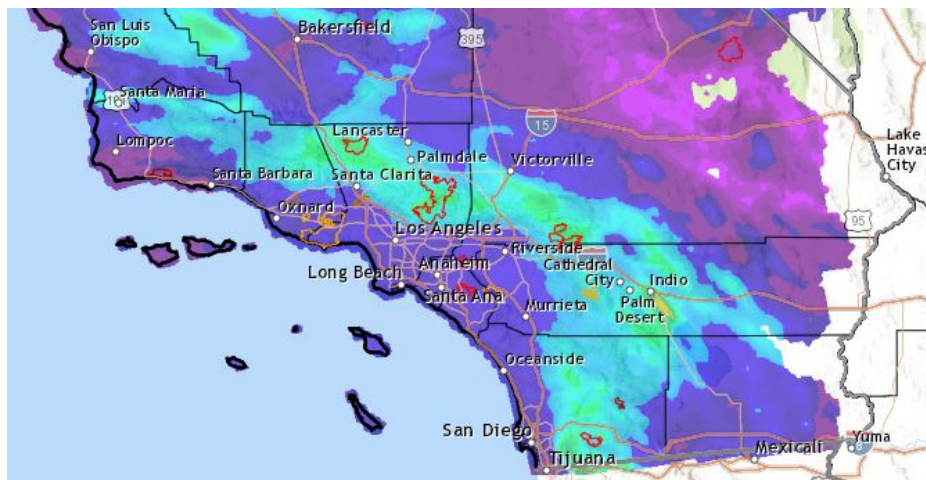 San Luis
Obispo
Bakersfield
395
Santa Maria
Lompoc
Lancaster
15
Palmdale
Victorville
Lake
Havas
City
Santa Barbara
Santa Clarita
Oxnard
Los Angeles
95
Riverside
Long Beach
Anaheim
Cathedral
City
Indio
Santa Ana
Palm
Desert
Murrieta
Oceanside
San Diego
Tijuana
Mexicali
Yuma
8